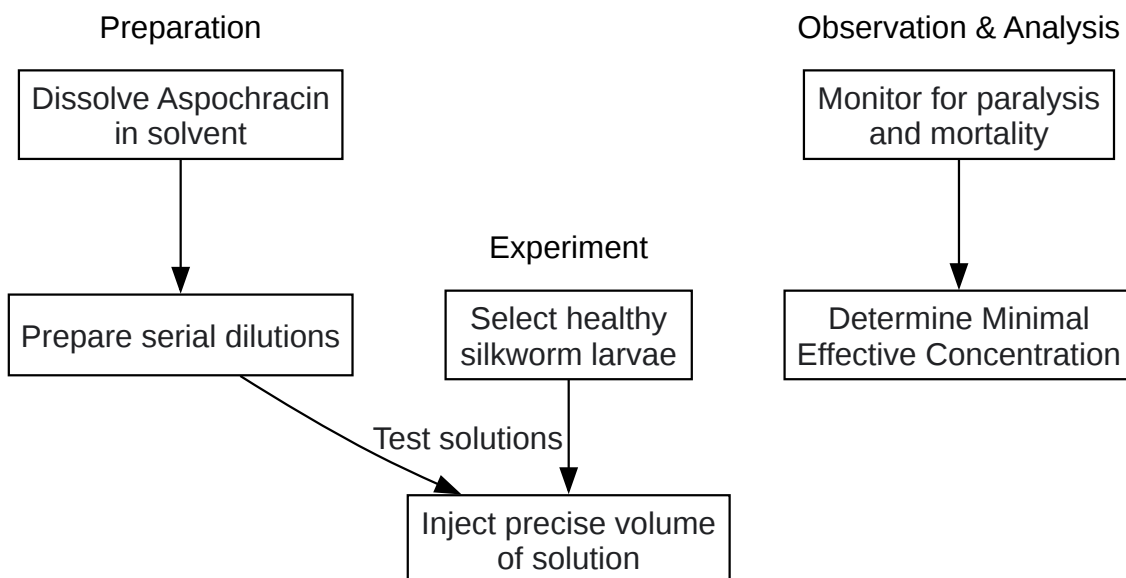 Preparation
Dissolve Aspochracin
in solvent
Prepare serial dilutions
Test solutions
Experiment
Select healthy
silkworm larvae
Inject precise volume
of solution
Observation & Analysis
Monitor for paralysis
and mortality
Determine Minimal
Effective Concentration